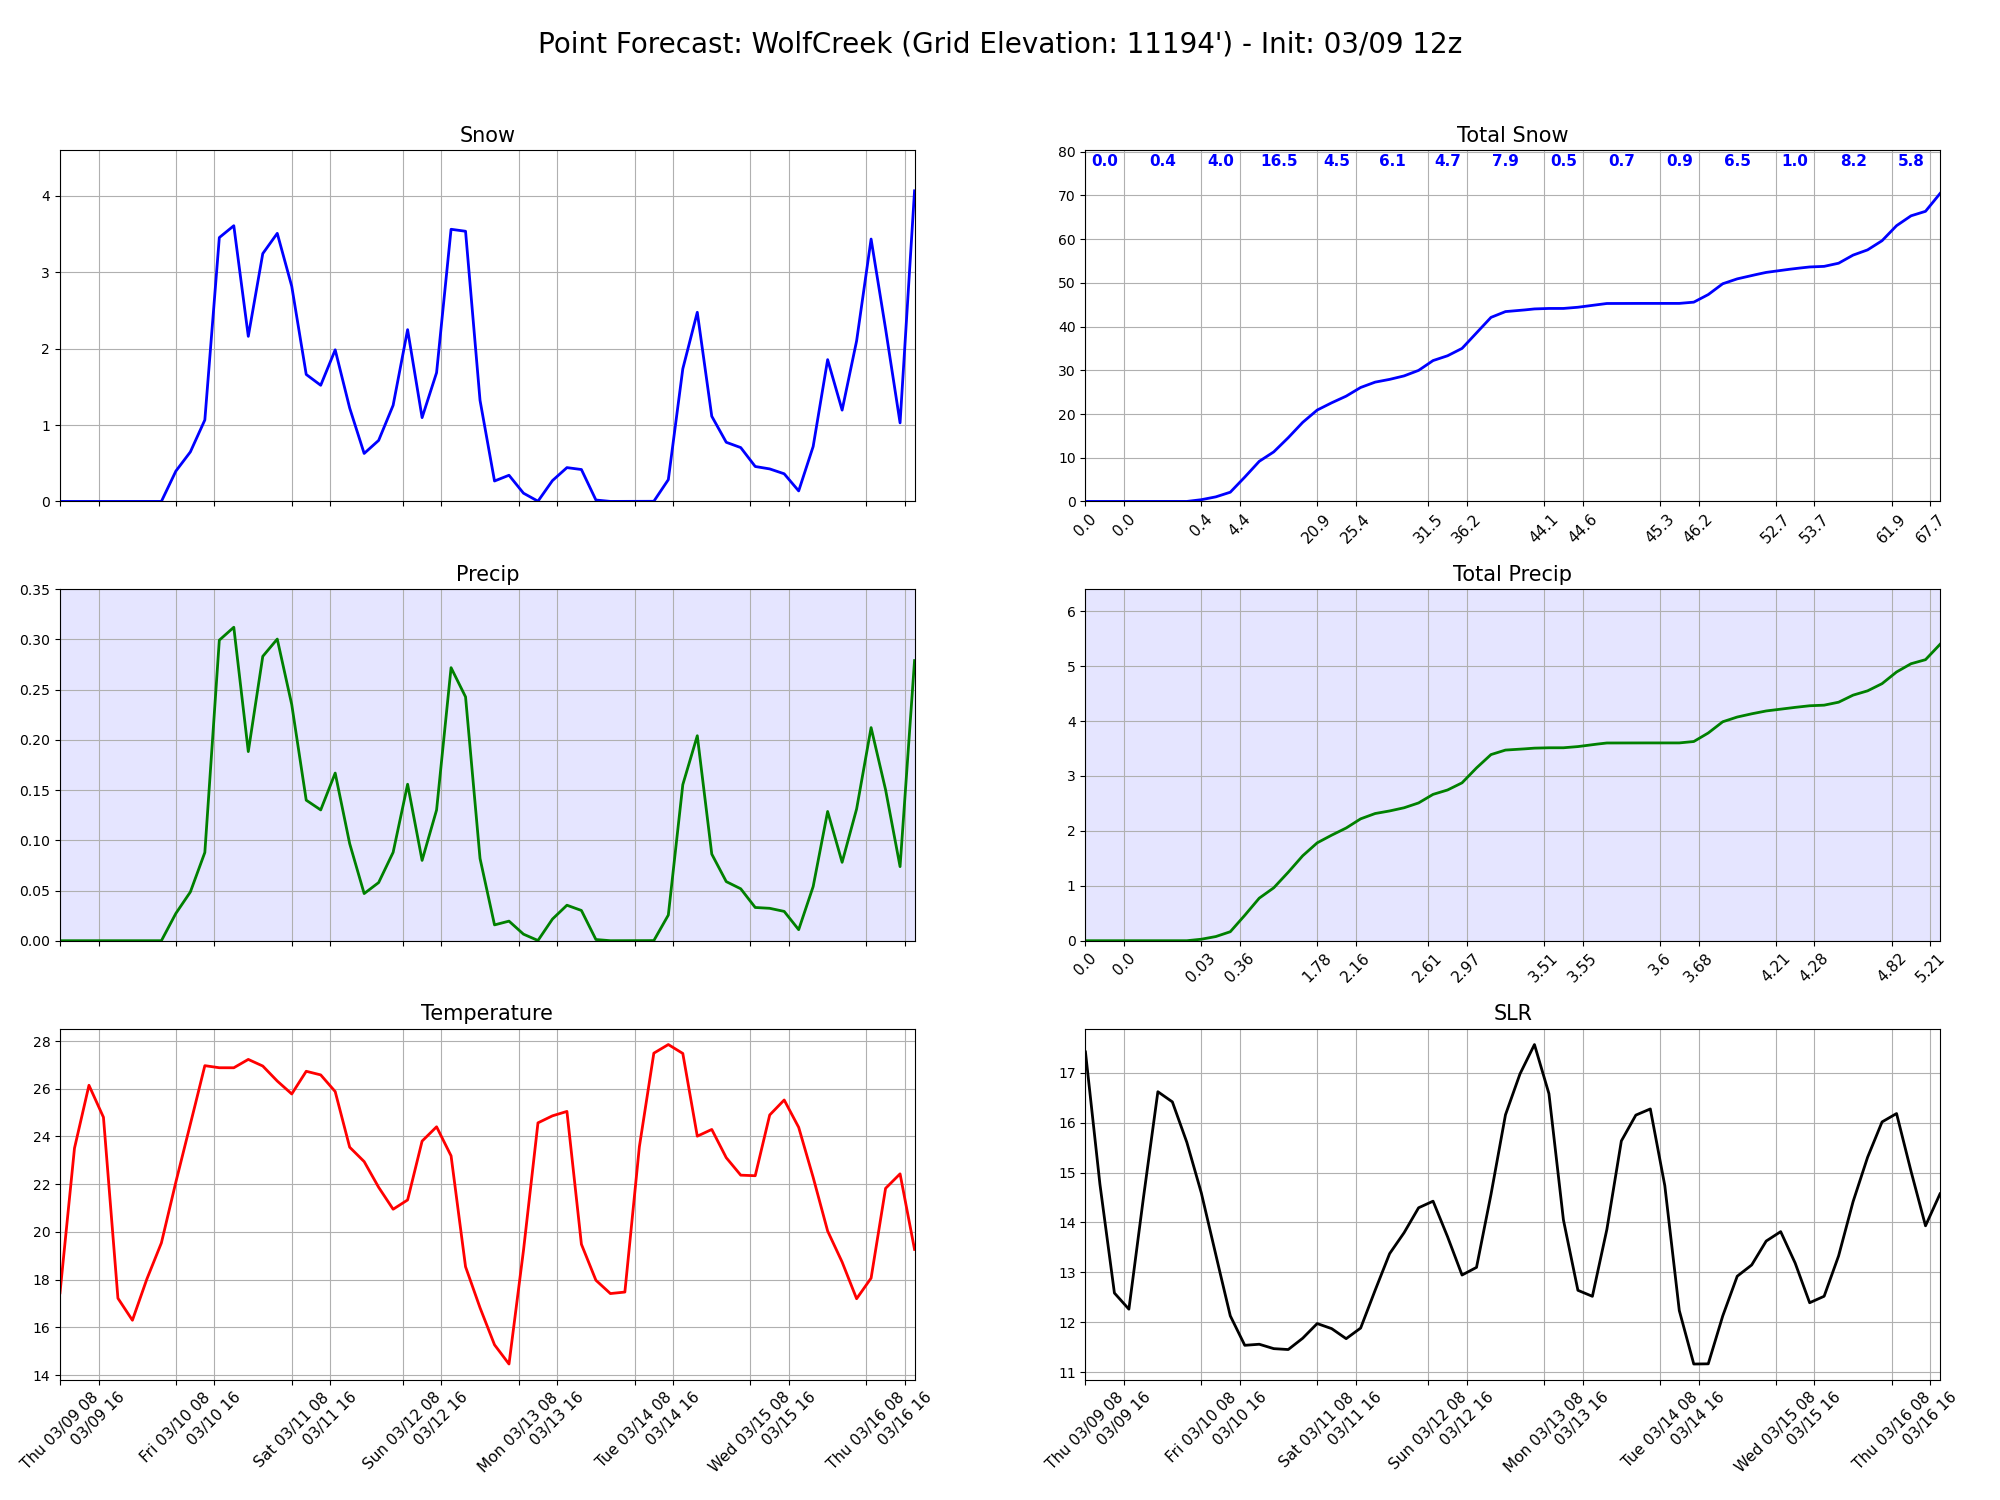 Point Forecast: WolfCreek (Grid Elevation: 11194') - Init: 03/09 12z
Snow
4
3
2
1
0
Total Snow
80
70
60
50
40
30
20
10
0
0.0 0.4 4.0 16.5 4.5 6.1 4.7 7.9 0.5 0.7 0.9 6.5 1.0 8.2 5.8
0.0 0.0 0.4 4.4 20.9 25.4 31.5 36.2 44.1 44.6 45.3 46.2 52.7 53.7 61.9 67.7
Precip
0.35
0.30
0.25
0.20
0.15
0.10
0.05
0.00
Total Precip
6
5
4
3
2
1
0
0.0 0.0 0.03 0.36 1.78 2.16 2.61 2.97 3.51 3.55 3.6 3.68 4.21 4.28 4.82 5.21
Temperature
28
26
24
22
20
18
16
14
Thu 03/09 08
03/09 16
Fri 03/10 08
03/10 16
Sat 03/11 08
03/11 16
Sun 03/12 08
03/12 16
Mon 03/13 08
03/13 16
Tue 03/14 08
03/14 16
Wed 03/15 08
03/15 16
Thu 03/16 08
03/16 16
SLR
17
16
15
14
13
12
11
Thu 03/09 08
03/09 16
Fri 03/10 08
03/10 16
Sat 03/11 08
03/11 16
Sun 03/12 08
03/12 16
Mon 03/13 08
03/13 16
Tue 03/14 08
03/14 16
Wed 03/15 08
03/15 16
Thu 03/16 08
03/16 16